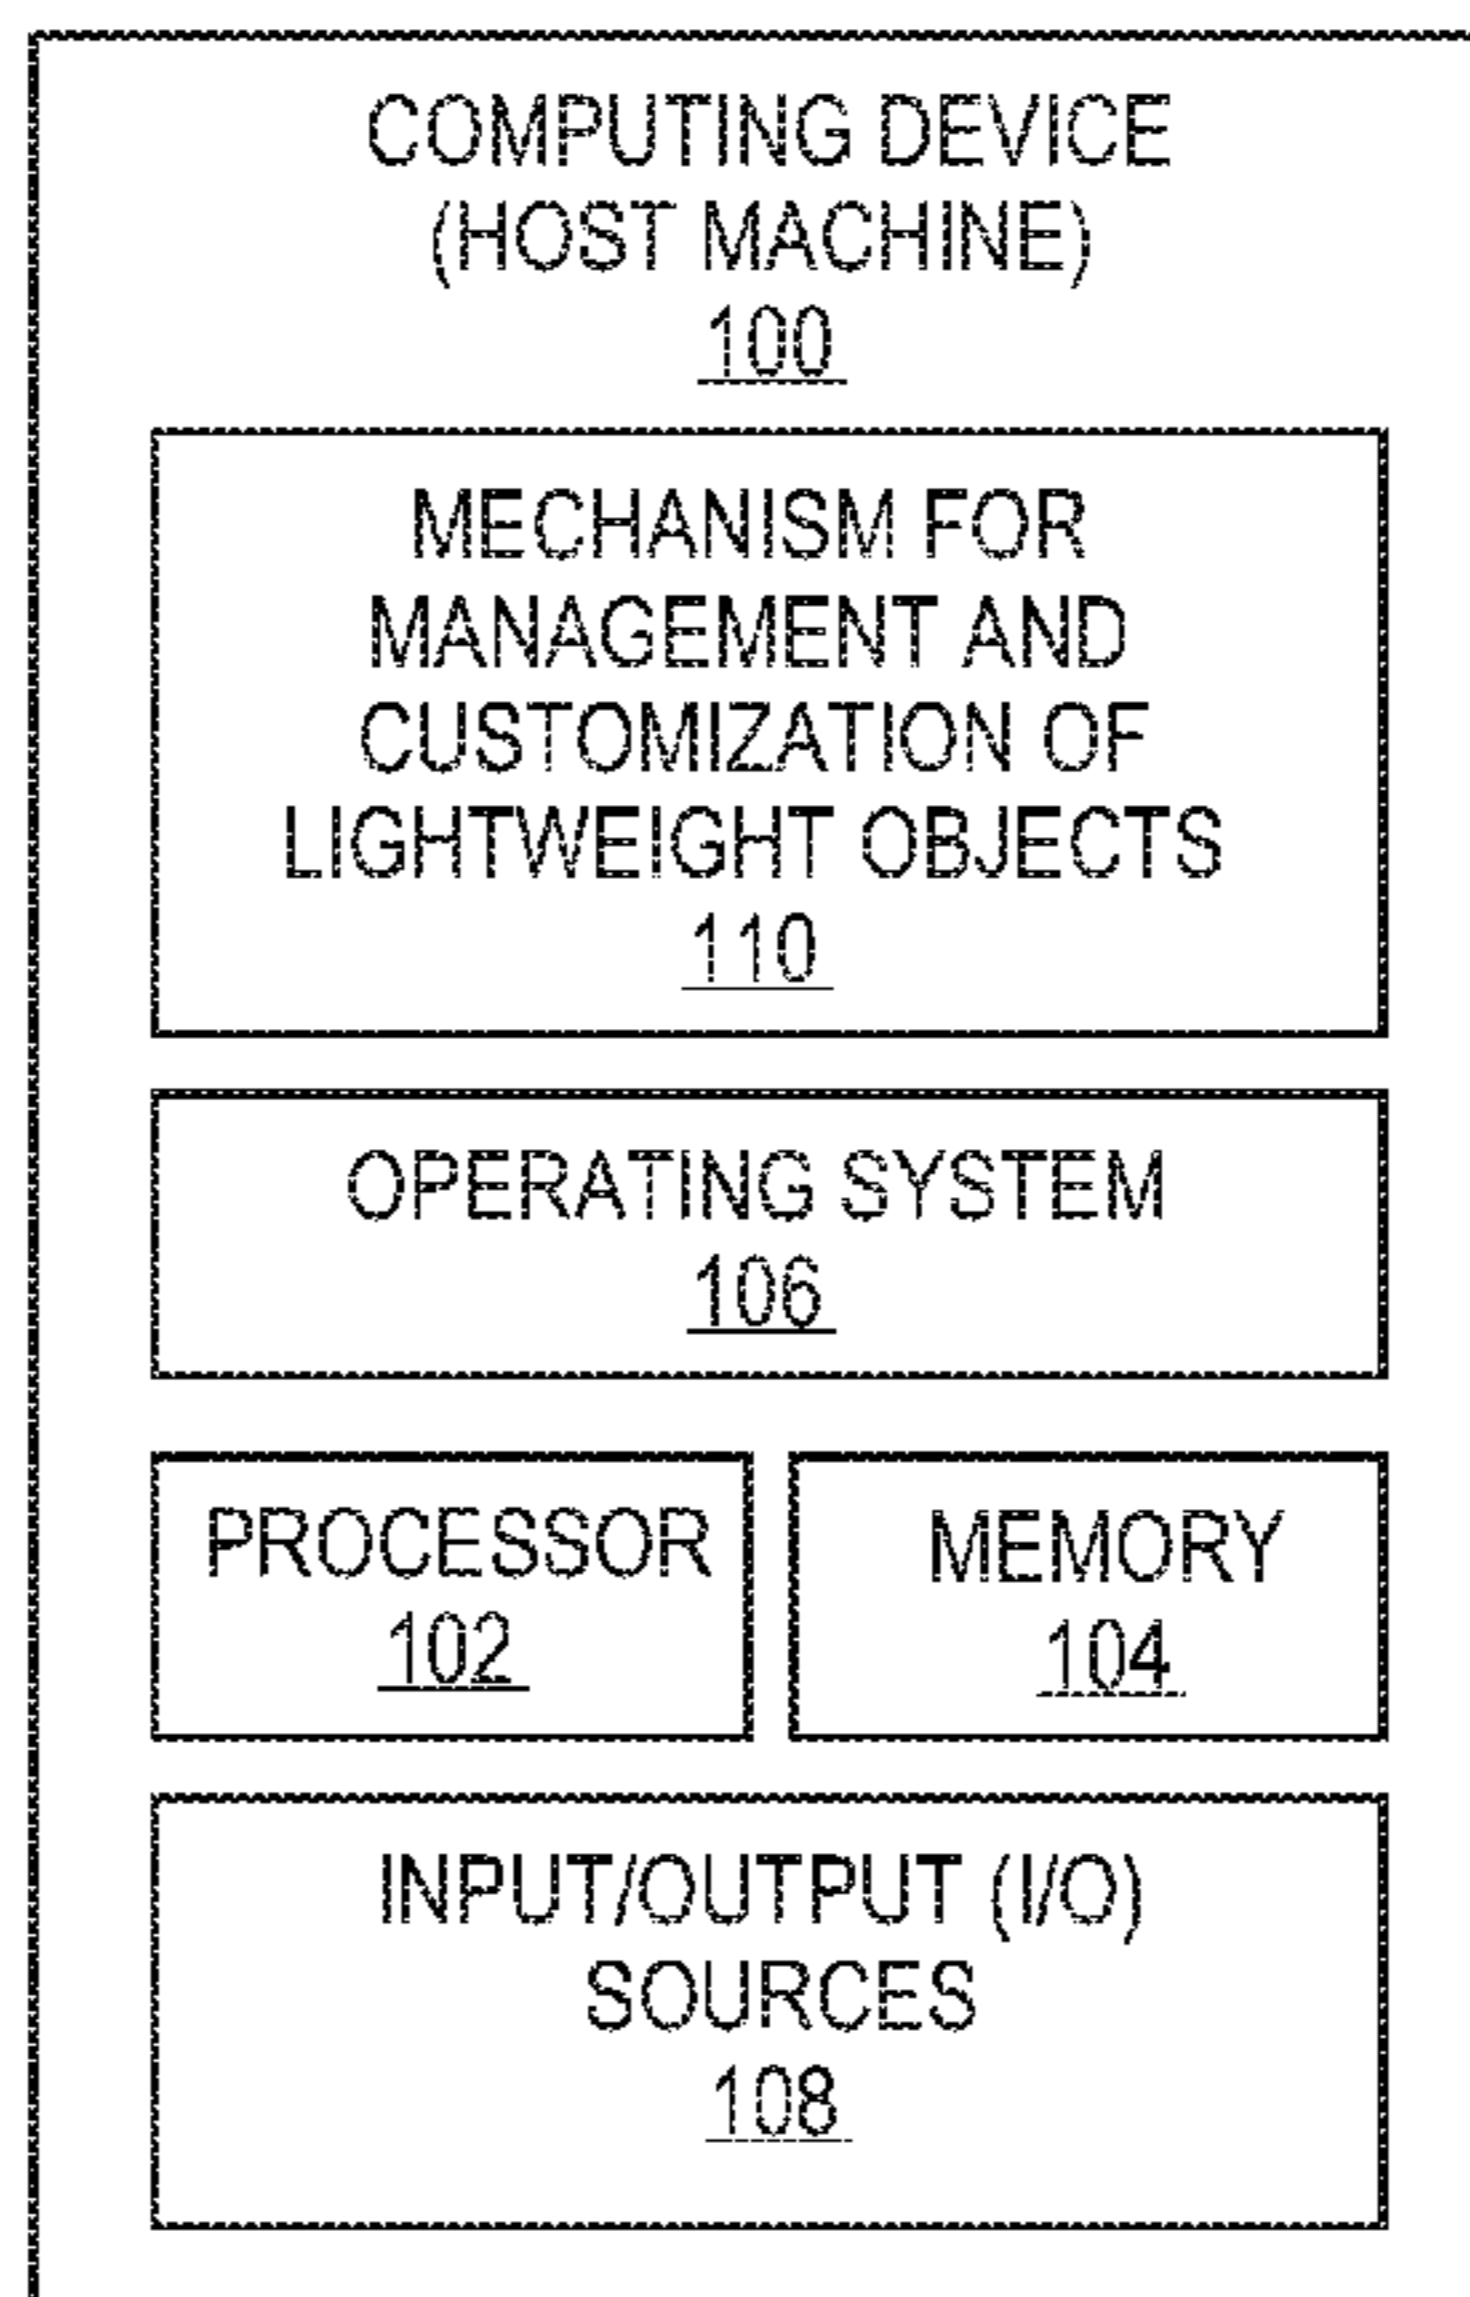 COMPUTING DEVICE
(HOST MACHINE)
100
MECHANISM FOR
MANAGEMENT AND
CUSTOMIZATION OF
LIGHTWEIGHT OBJECTS
110
OPERATING SYSTEM
106
PROCESSOR
102
MEMORY
104
INPUT/OUTPUT (I/O)
SOURCES
108